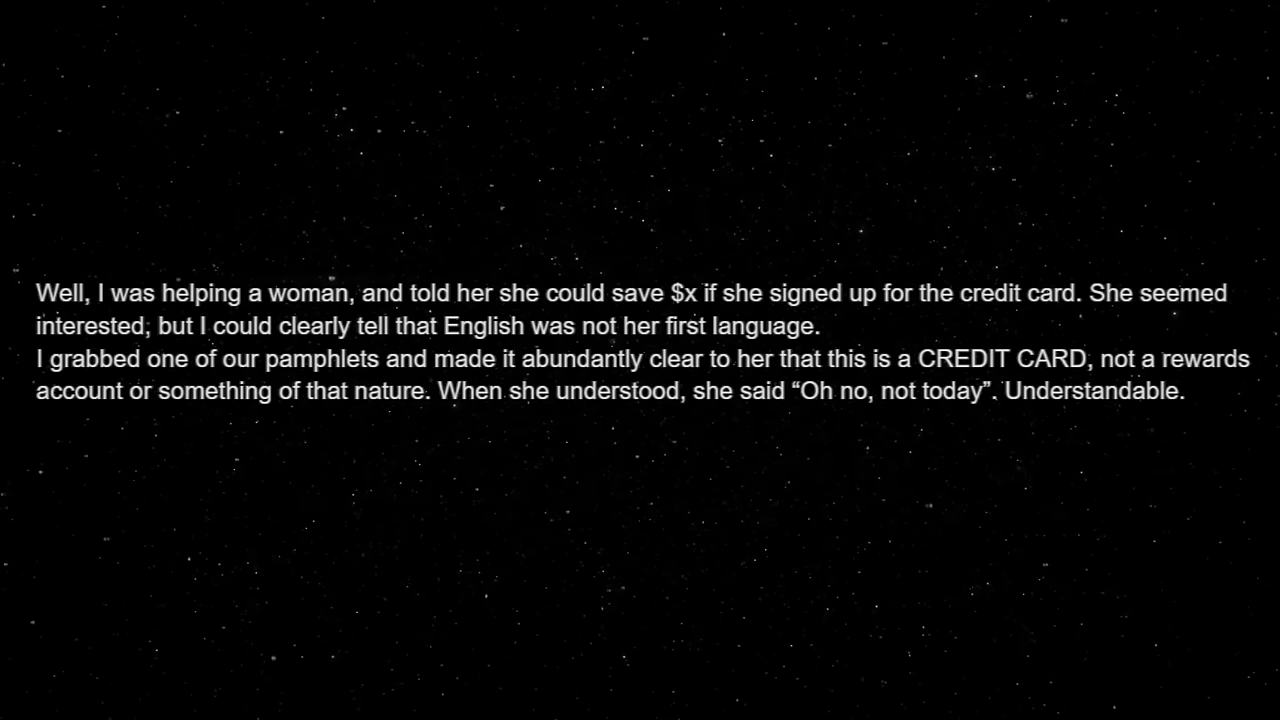 Well, I was helping a woman, and told her she could save $x if she signed up for the credit card. She seemed
interested, but I could clearly tell that English was not her first language.
I grabbed one of our pamphlets and made it abundantly clear to her that this is a CREDIT CARD, not a rewards
account or something of that nature. When she understood, she said “Oh no, not today”. Understandable.